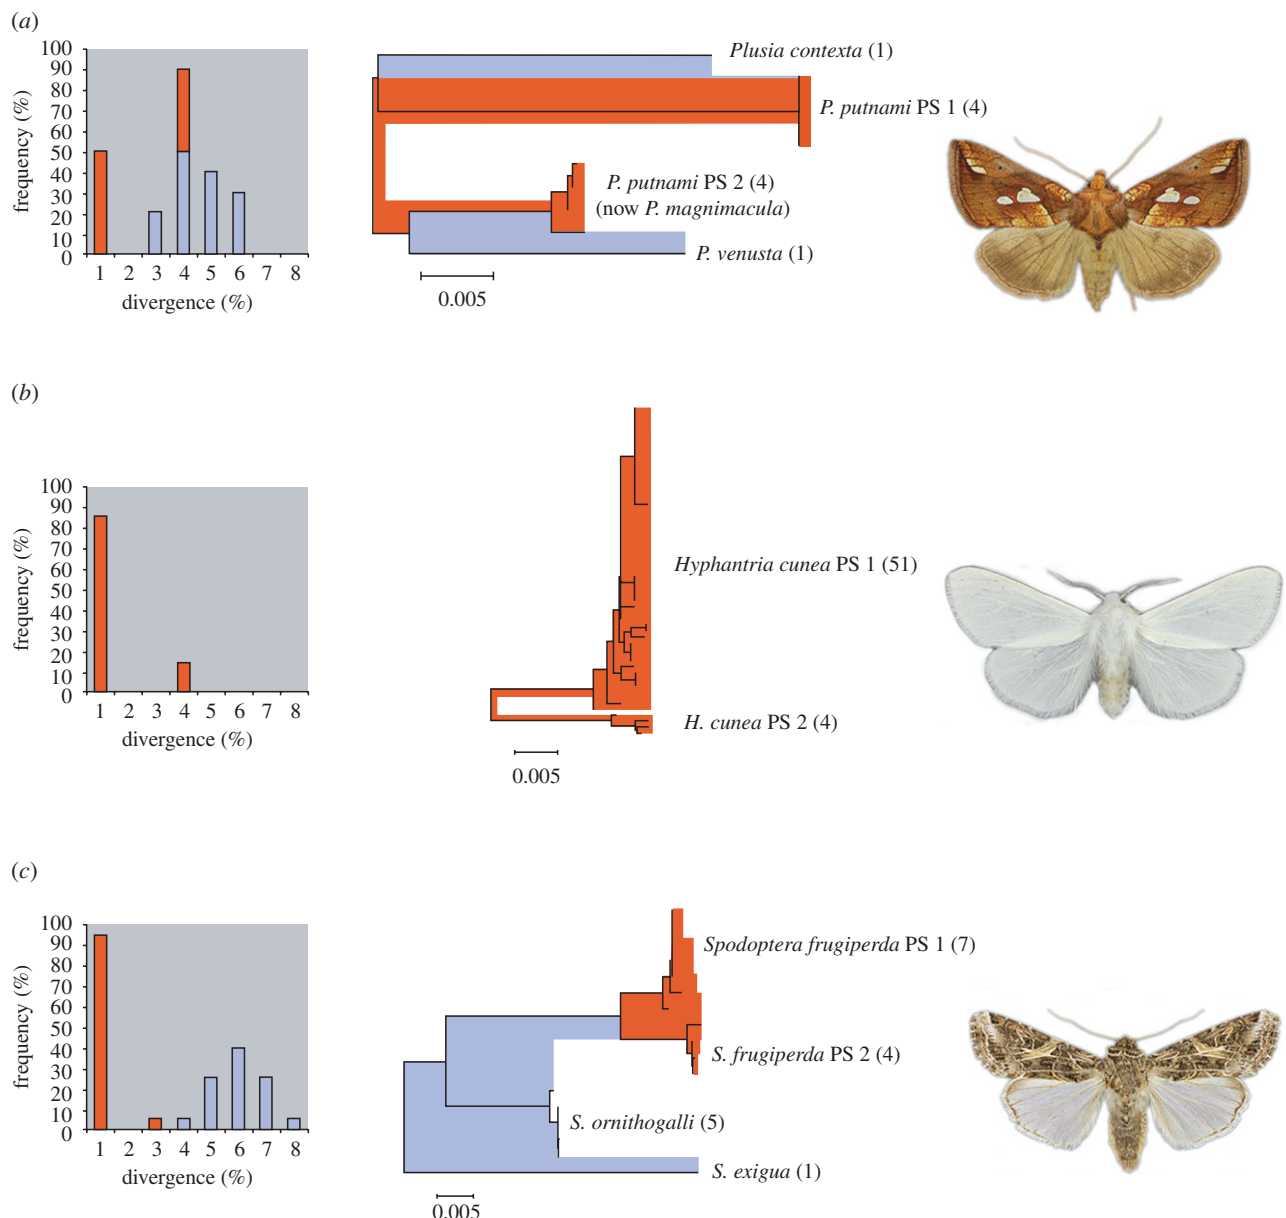 (a)
100
90
80
70
60
50
40
30
20
10
0
frequency (%)
1 2 3 4 5 6 7 8
divergence (%)
Plusia contexta (1)
P. putnami PS 1 (4)
P. putnami PS 2 (4)
(now P. magnimacula)
P. venusta (1)
0.005
(b)
100
90
80
70
60
50
40
30
20
10
0
frequency (%)
1 2 3 4 5 6 7 8
divergence (%)
Hyphantria cunea PS 1 (51)
H. cunea PS 2 (4)
0.005
(c)
100
90
80
70
60
50
40
30
20
10
0
frequency (%)
1 2 3 4 5 6 7 8
divergence (%)
Spodoptera frugiperda PS 1 (7)
S. frugiperda PS 2 (4)
S. ornithogalli (5)
S. exigua (1)
0.005